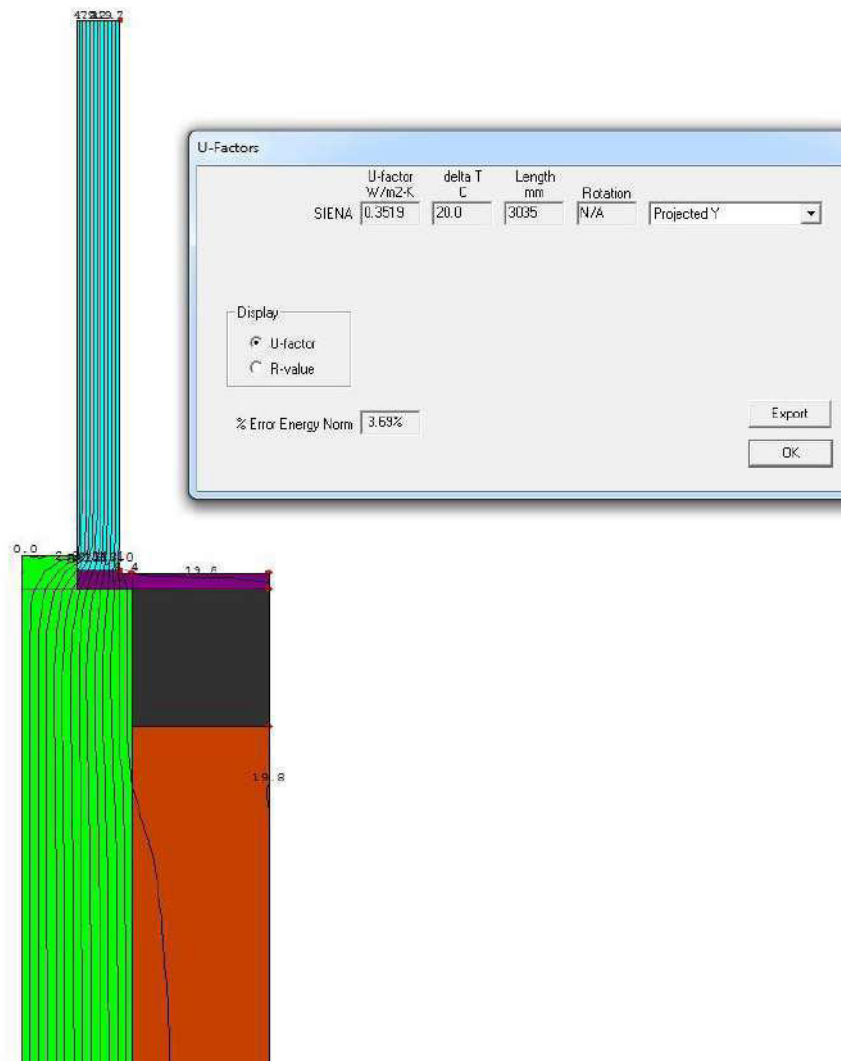 U-Factors
U-factor delta T Length
W/m2-K C mm Rotation
SIENA 0.3519 20.0 3035 N/A Projected Y
Display
U-factor
R-value
% Error Energy Norm 3.69%
Export
OK
0.0
19.6
19.8